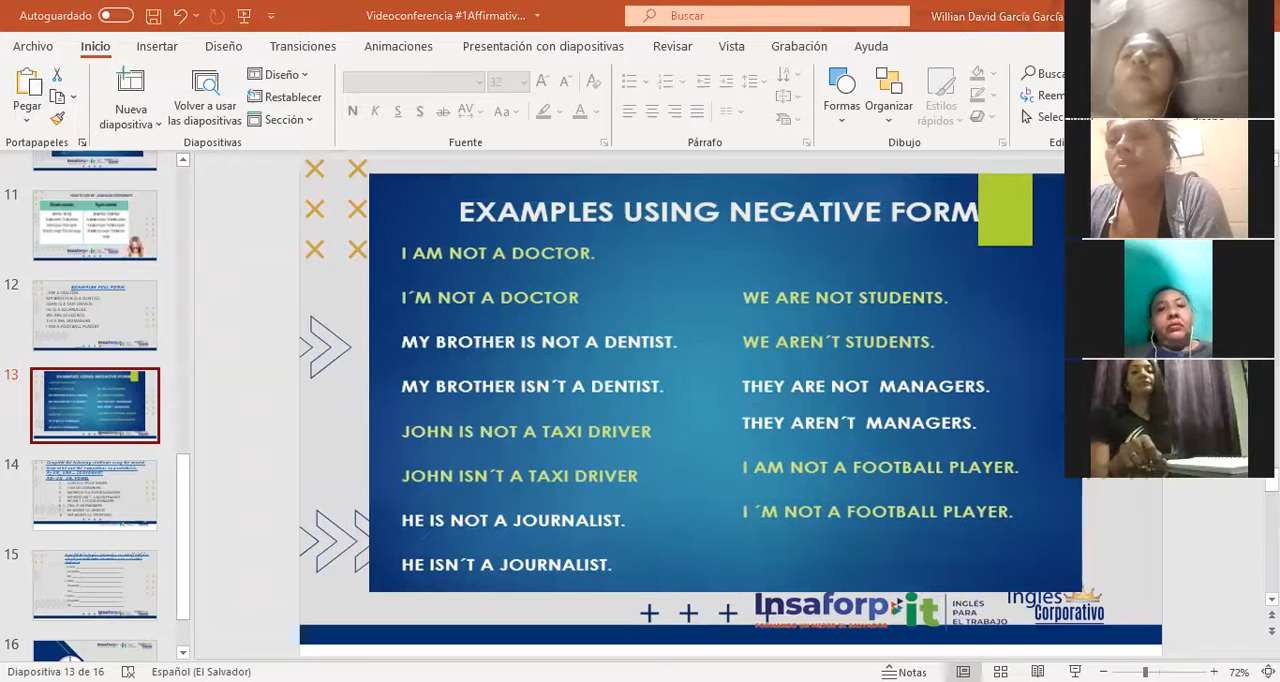 Autoguardado
Videoconferencia #1Affirmativ...
Buscar
Willian David García García
Archivo
Inicio
Insertar
Diseño
Transiciones
Animaciones
Presentación con diapositivas
Revisar
Vista
Grabación
Ayuda
Pegar
Nueva
diapositiva
Volver a usar
las diapositivas
Diseño
Restablecer
Sección
32
Formas
Organizar
Estilos
rápidos
Portapapeles
Diapositivas
Fuente
Párrafo
Dibujo
11
12
13
14
15
16
EXAMPLES USING NEGATIVE FORM
I AM NOT A DOCTOR.
I´M NOT A DOCTOR
MY BROTHER IS NOT A DENTIST.
MY BROTHER ISN´T A DENTIST.
JOHN IS NOT A TAXI DRIVER
JOHN ISN´T A TAXI DRIVER
HE IS NOT A JOURNALIST.
HE ISN´T A JOURNALIST.
WE ARE NOT STUDENTS.
WE AREN´T STUDENTS.
THEY ARE NOT  MANAGERS.
THEY AREN´T  MANAGERS.
I AM NOT A FOOTBALL PLAYER.
I ´M NOT A FOOTBALL PLAYER.
Insaforp it
INGLÉS
PARA
EL TRABAJO
Inglés
Corporativo
Diapositiva 13 de 16
Español (El Salvador)
Notas
72%